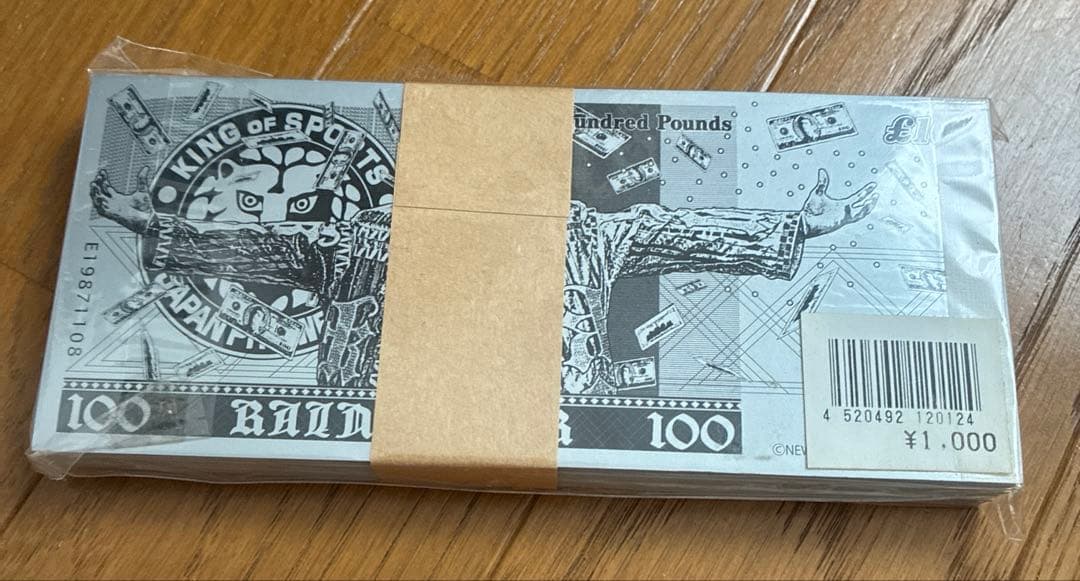 KING OF SPORTS
undred Pounds
£1
E19871108
JAPAN
100
100
4 520492 120124
¥1,000
©NEW